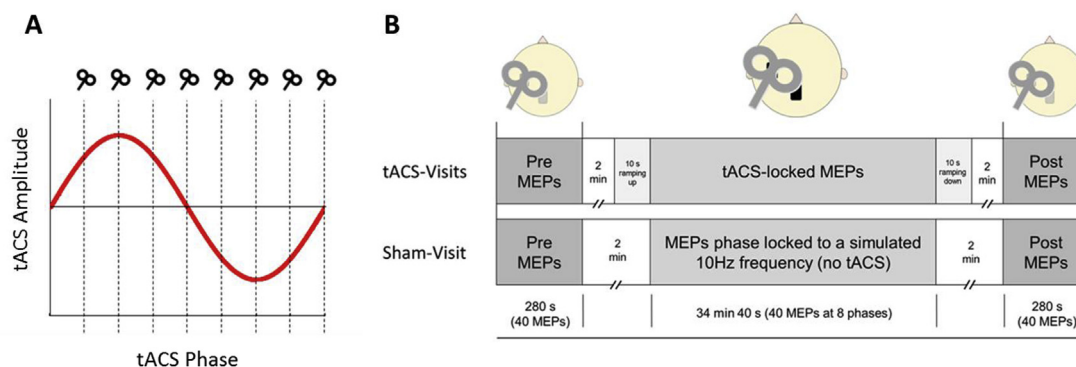 A
tACS Amplitude
tACS Phase
B
tACS-Visits
Pre
MEPs
2
min
10 s
ramping
up
tACS-locked MEPs
10 s
ramping
down
2
min
Post
MEPs
Sham-Visit
Pre
MEPs
2
min
MEPs phase locked to a simulated
10Hz frequency (no tACS)
2
min
Post
MEPs
280 s
(40 MEPs)
34 min 40 s (40 MEPs at 8 phases)
280 s
(40 MEPs)